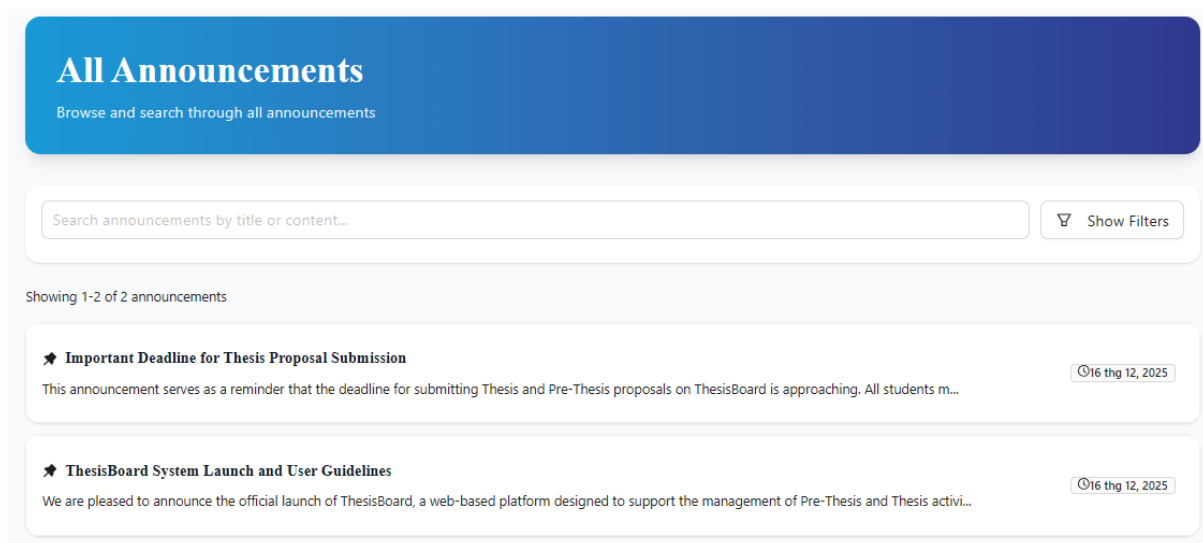 All Announcements
Browse and search through all announcements
Search announcements by title or content...
Show Filters
Showing 1-2 of 2 announcements
Important Deadline for Thesis Proposal Submission
This announcement serves as a reminder that the deadline for submitting Thesis and Pre-Thesis proposals on ThesisBoard is approaching. All students m...
16 thg 12, 2025
ThesisBoard System Launch and User Guidelines
We are pleased to announce the official launch of ThesisBoard, a web-based platform designed to support the management of Pre-Thesis and Thesis activi...
16 thg 12, 2025